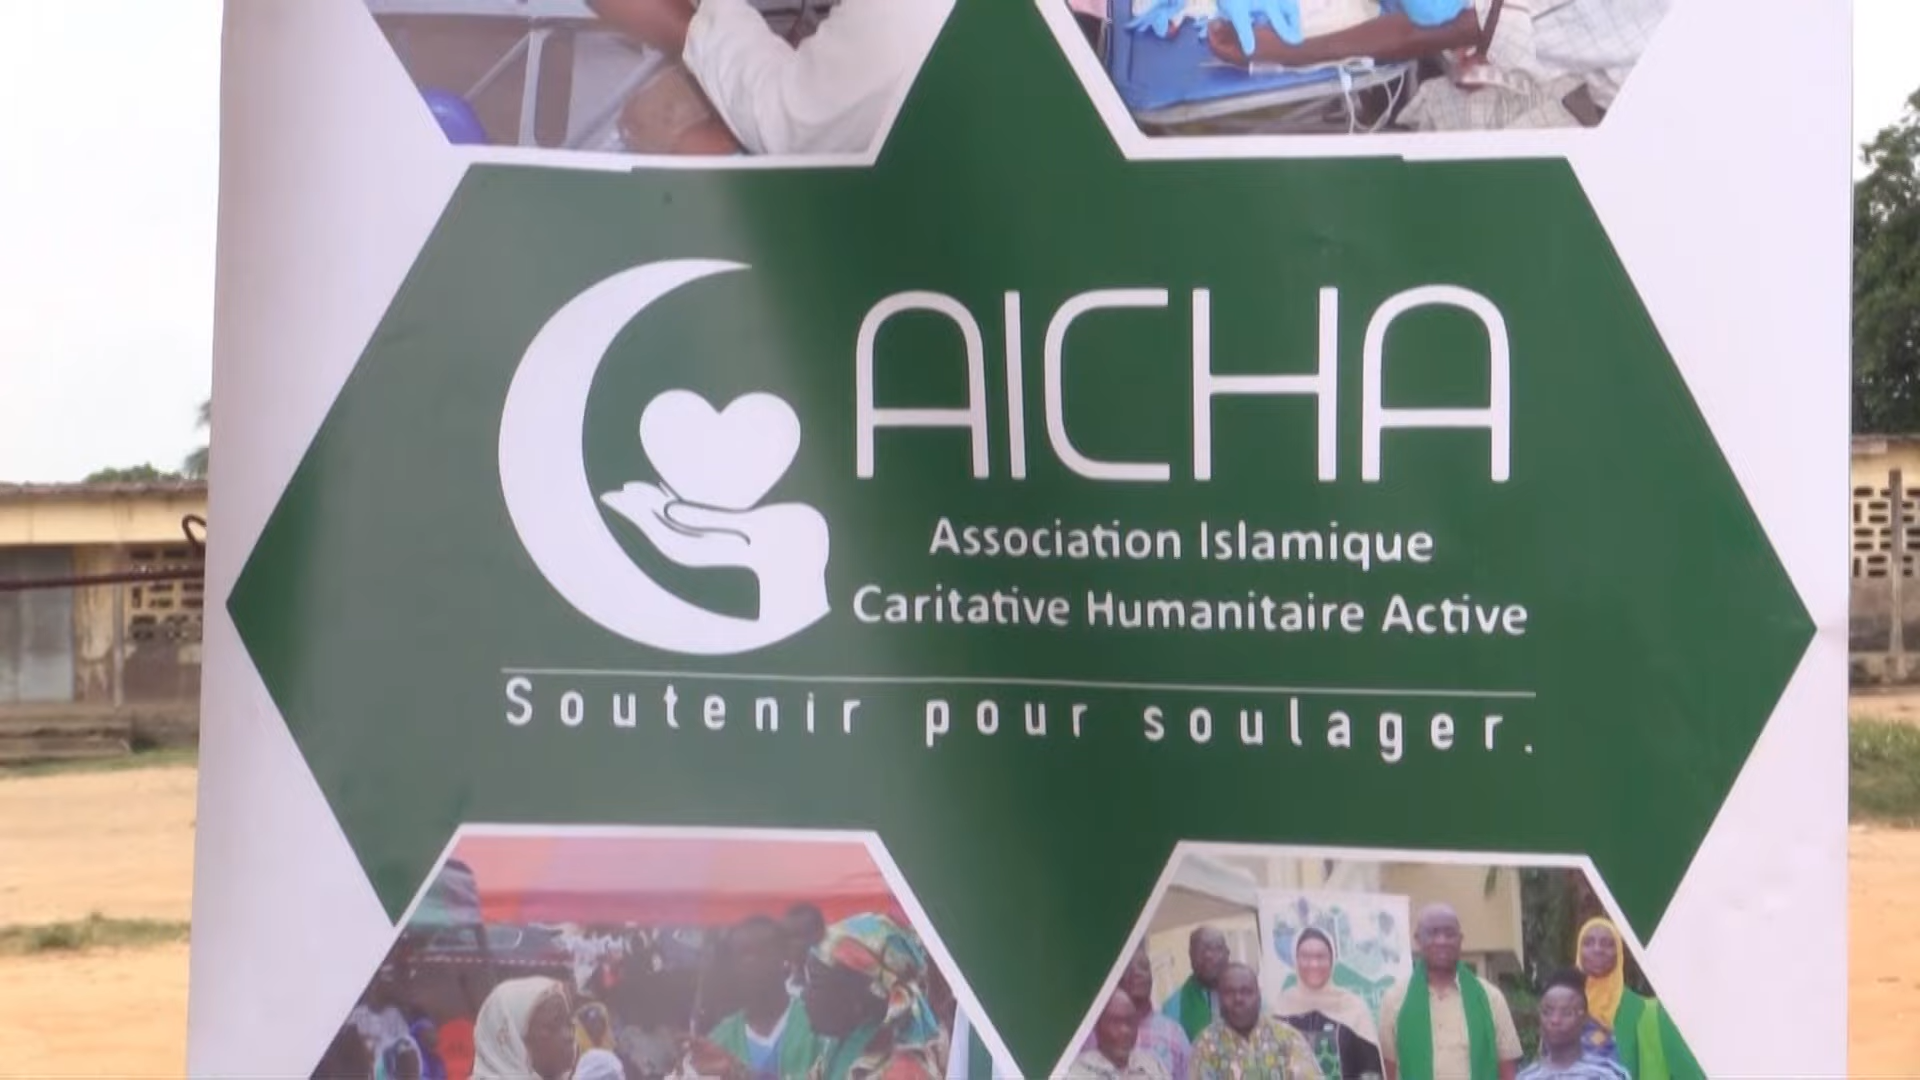 AICHA
Association Islamique
Caritative Humanitaire Active
Soutenir pour soulager.